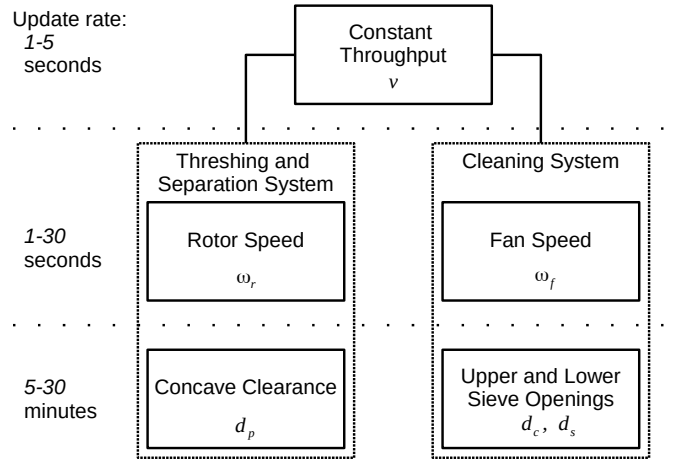 Update rate:
1-5
seconds
Constant
Throughput
v
Threshing and
Separation System
Cleaning System
1-30
seconds
Rotor Speed
ωr
Fan Speed
ωf
5-30
minutes
Concave Clearance
dp
Upper and Lower
Sieve Openings
dc, ds